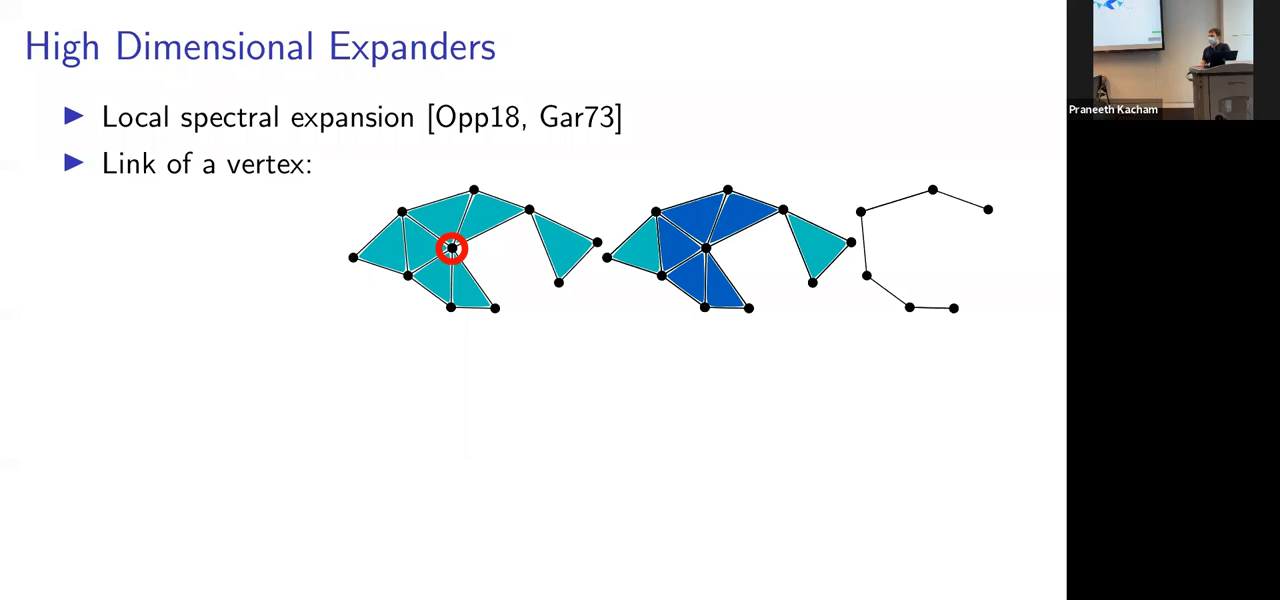 High Dimensional Expanders
Local spectral expansion [Opp18, Gar73]
Link of a vertex:
Praneeth Kacham